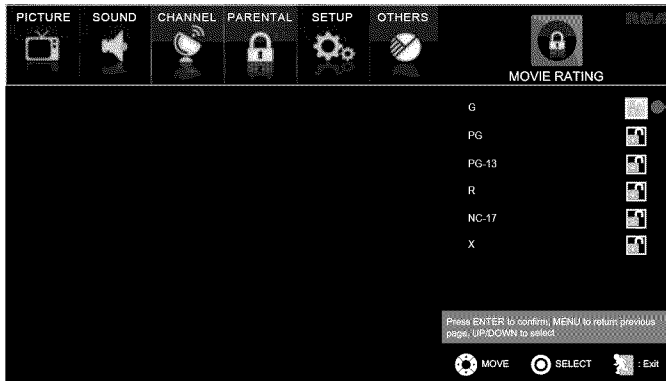 PICTURE SOUND CHANNEL PARENTAL SETUP OTHERS
RCA
MOVIE RATING
G
PG
PG-13
R
NC-17
X
Press ENTER to confirm, MENU to return previous
page, UP/DOWN to select
MOVE SELECT : Exit